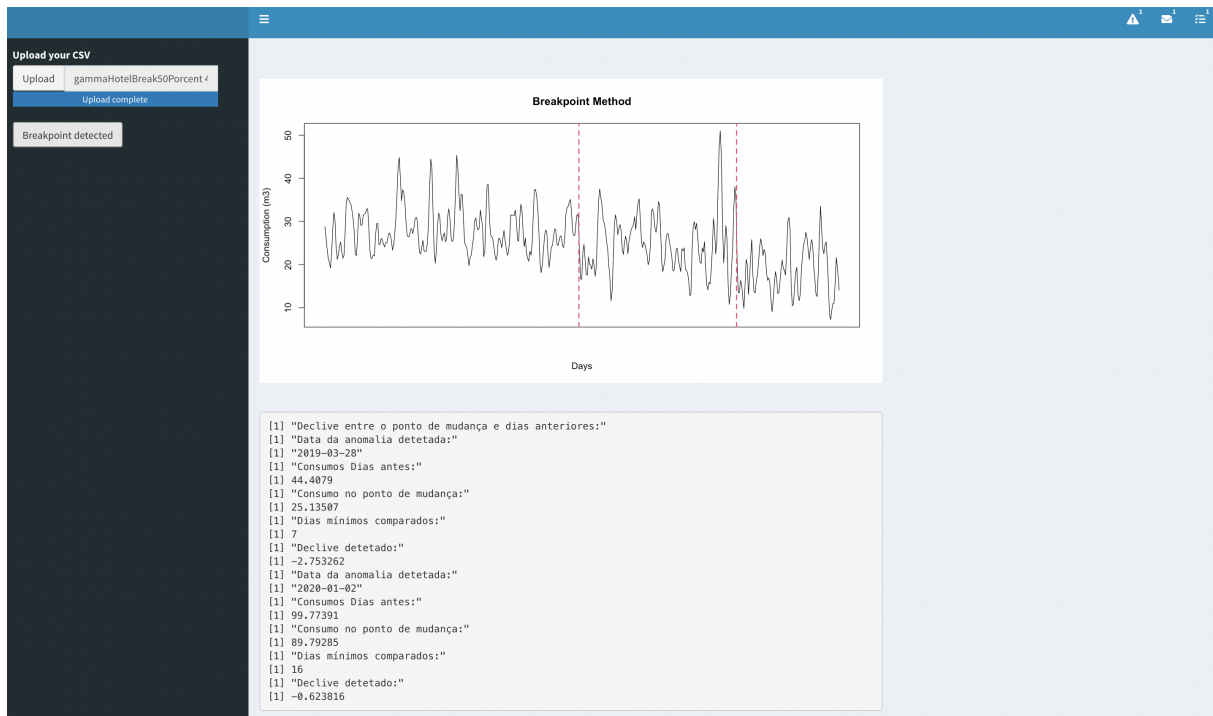 1 1 1
Upload your CSV
Upload gammaHotelBreak50Porcent 4
Upload complete
Breakpoint detected
Breakpoint Method
Consumption (m3)
50
40
30
20
10
Days
[1] "Declive entre o ponto de mudança e dias anteriores:"
[1] "Data da anomalia detetada:"
[1] "2019-03-28"
[1] "Consumos Dias antes:"
[1] 44.4079
[1] "Consumo no ponto de mudança:"
[1] 25.13507
[1] "Dias mínimos comparados:"
[1] 7
[1] "Declive detetado:"
[1] -2.753262
[1] "Data da anomalia detetada:"
[1] "2020-01-02"
[1] "Consumos Dias antes:"
[1] 99.77391
[1] "Consumo no ponto de mudança:"
[1] 89.79285
[1] "Dias mínimos comparados:"
[1] 16
[1] "Declive detetado:"
[1] -0.623816